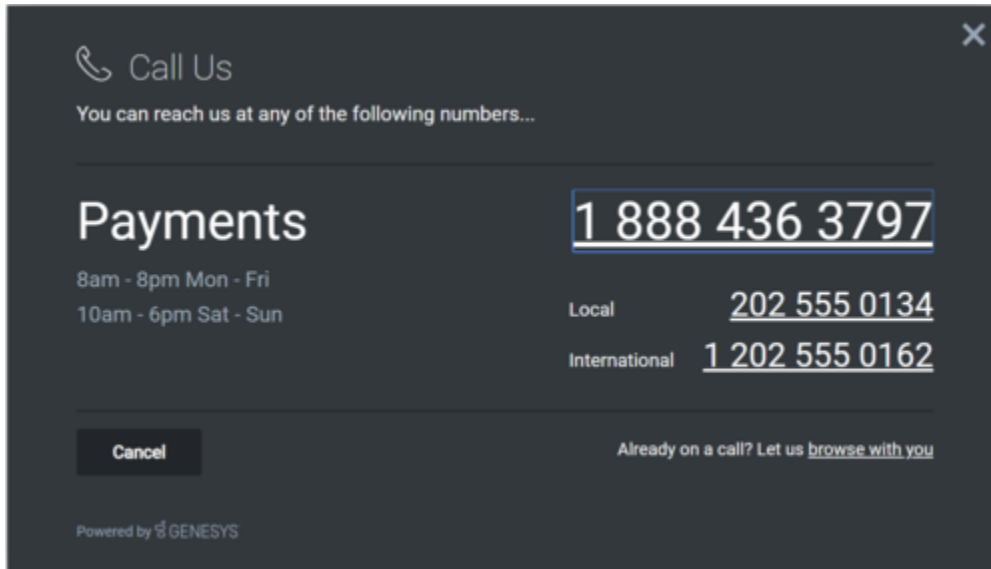 Call Us
You can reach us at any of the following numbers...
Payments
1 888 436 3797
8am - 8pm Mon - Fri
10am - 6pm Sat - Sun
Local 202 555 0134
International 1 202 555 0162
Cancel
Already on a call? Let us browse with you
Powered by GENESYS